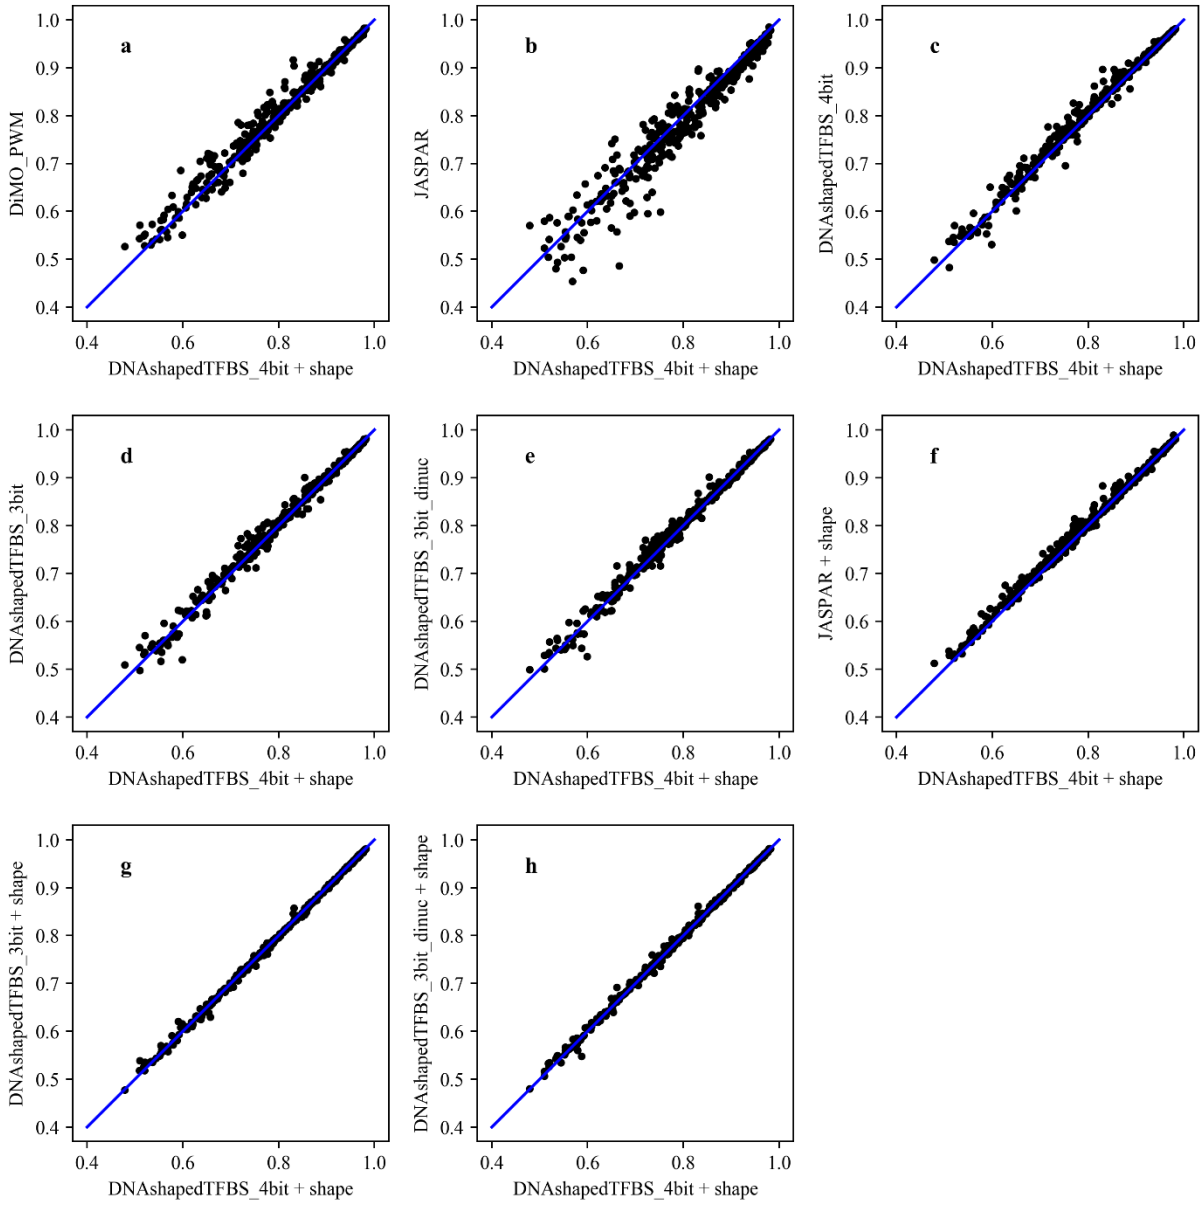 1.0
0.9
0.8
0.7
0.6
0.5
0.4
DiMO_PWM
a
0.4 0.6 0.8 1.0
DNAshapedTFBS_4bit + shape
1.0
0.9
0.8
0.7
0.6
0.5
0.4
JASPAR
b
0.4 0.6 0.8 1.0
DNAshapedTFBS_4bit + shape
1.0
0.9
0.8
0.7
0.6
0.5
0.4
DNAshapedTFBS_4bit
c
0.4 0.6 0.8 1.0
DNAshapedTFBS_4bit + shape
1.0
0.9
0.8
0.7
0.6
0.5
0.4
DNAshapedTFBS_3bit
d
0.4 0.6 0.8 1.0
DNAshapedTFBS_4bit + shape
1.0
0.9
0.8
0.7
0.6
0.5
0.4
DNAshapedTFBS_3bit_dinuc
e
0.4 0.6 0.8 1.0
DNAshapedTFBS_4bit + shape
1.0
0.9
0.8
0.7
0.6
0.5
0.4
JASPAR + shape
f
0.4 0.6 0.8 1.0
DNAshapedTFBS_4bit + shape
1.0
0.9
0.8
0.7
0.6
0.5
0.4
DNAshapedTFBS_3bit + shape
g
0.4 0.6 0.8 1.0
DNAshapedTFBS_4bit + shape
1.0
0.9
0.8
0.7
0.6
0.5
0.4
DNAshapedTFBS_3bit_dinuc + shape
h
0.4 0.6 0.8 1.0
DNAshapedTFBS_4bit + shape